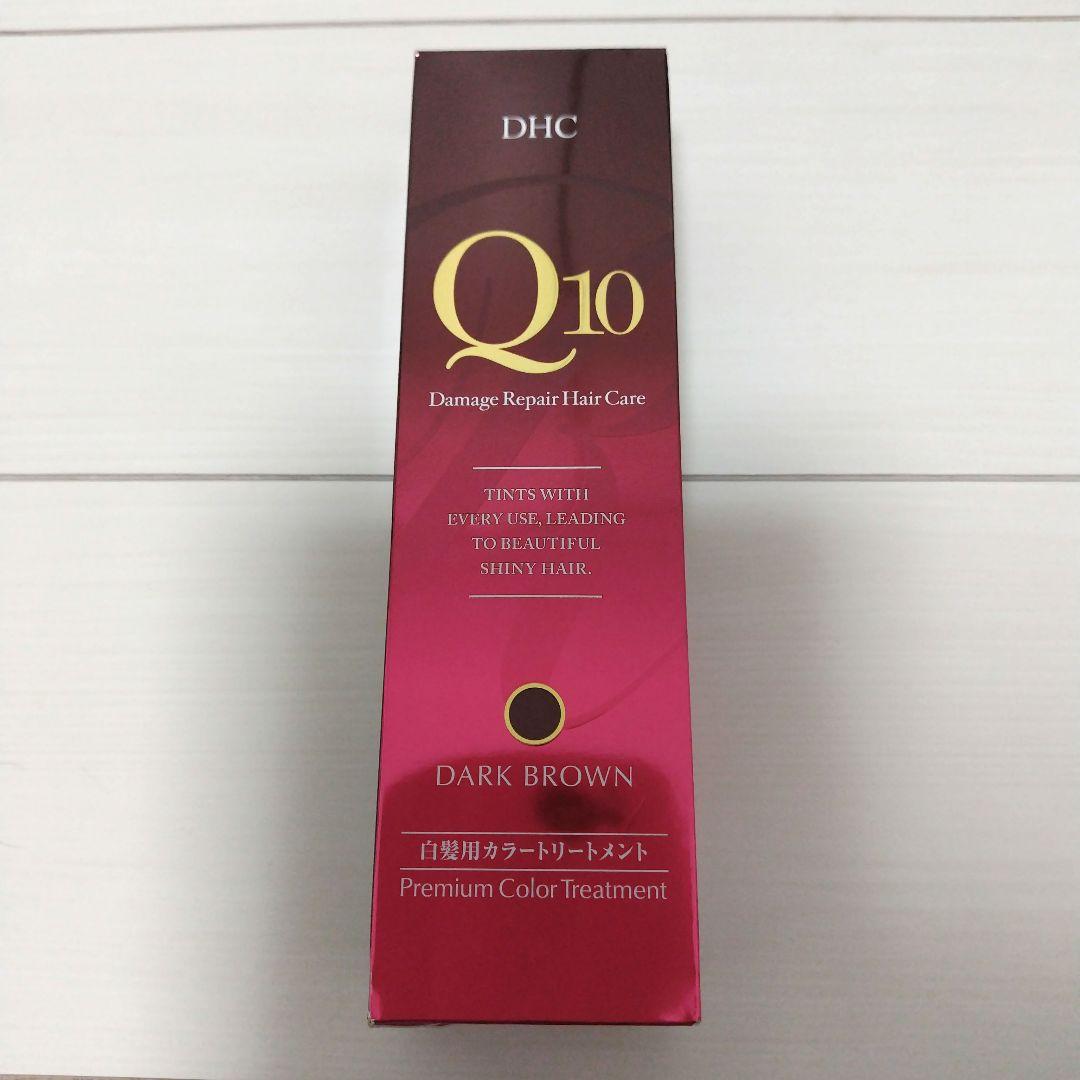 DHC
Q10
Damage Repair Hair Care
TINTS WITH
EVERY USE, LEADING
TO BEAUTIFUL
SHINY HAIR.
DARK BROWN
白髪用カラートリートメント
Premium Color Treatment